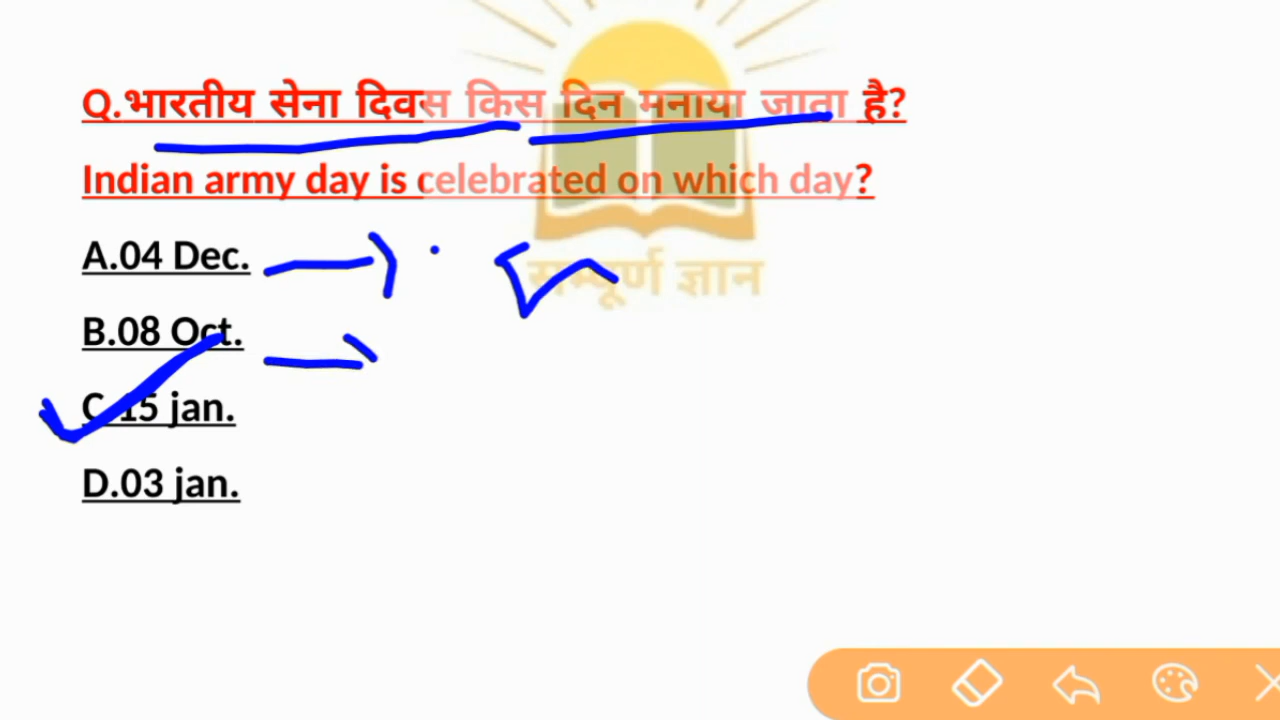 Q.भारतीय सेना दिवस किस दिन मनाया जाता है?
Indian army day is celebrated on which day?
A.04 Dec.
सम्पूर्ण ज्ञान
B.08 Oct.
C.15 jan.
D.03 jan.